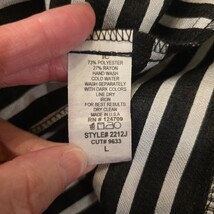 73% POLYESTER
27% RAYON
HAND WASH
COLD WATER
WASH SEPARATELY
WITH DARK COLORS
LINE DRY
IRON
FOR BEST RESULTS
DRY CLEAN
MADE IN U.S.A
RN # 124709
STYLE# 2212J
CUT# 9633
L